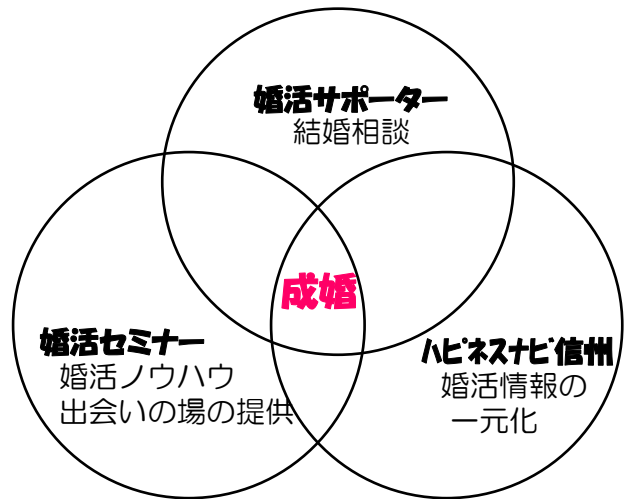 婚活サポーター
結婚相談
成婚
婚活セミナー
婚活ノウハウ
出会いの場の提供
ハピネスナビ信州
婚活情報の
一元化